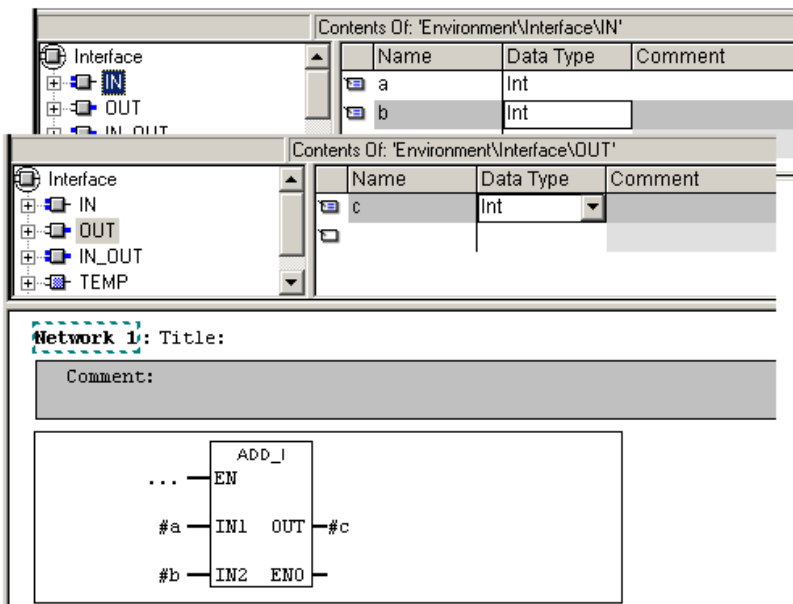 Contents Of: 'Environment\Interface\IN'
Interface
Name Data Type Comment
IN
a Int
OUT
b Int
IN_OUT
Contents Of: 'Environment\Interface\OUT'
Interface
Name Data Type Comment
IN
c Int
OUT
IN_OUT
TEMP
Network 1: Title:
Comment:
ADD_I
... EN
#a IN1 OUT #c
#b IN2 ENO